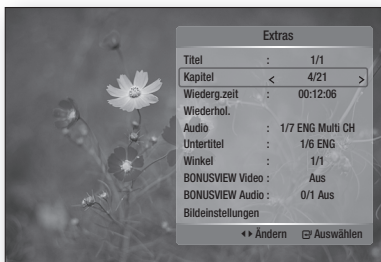 Extras
Titel : 1/1
Kapitel < 4/21 >
Wiederg.zeit : 00:12:06
Wiederhol.
Audio : 1/7 ENG Multi CH
Untertitel : 1/6 ENG
Winkel : 1/1
BONUSVIEW Video : Aus
BONUSVIEW Audio : 0/1 Aus
Bildeinstellungen
Ändern Auswählen